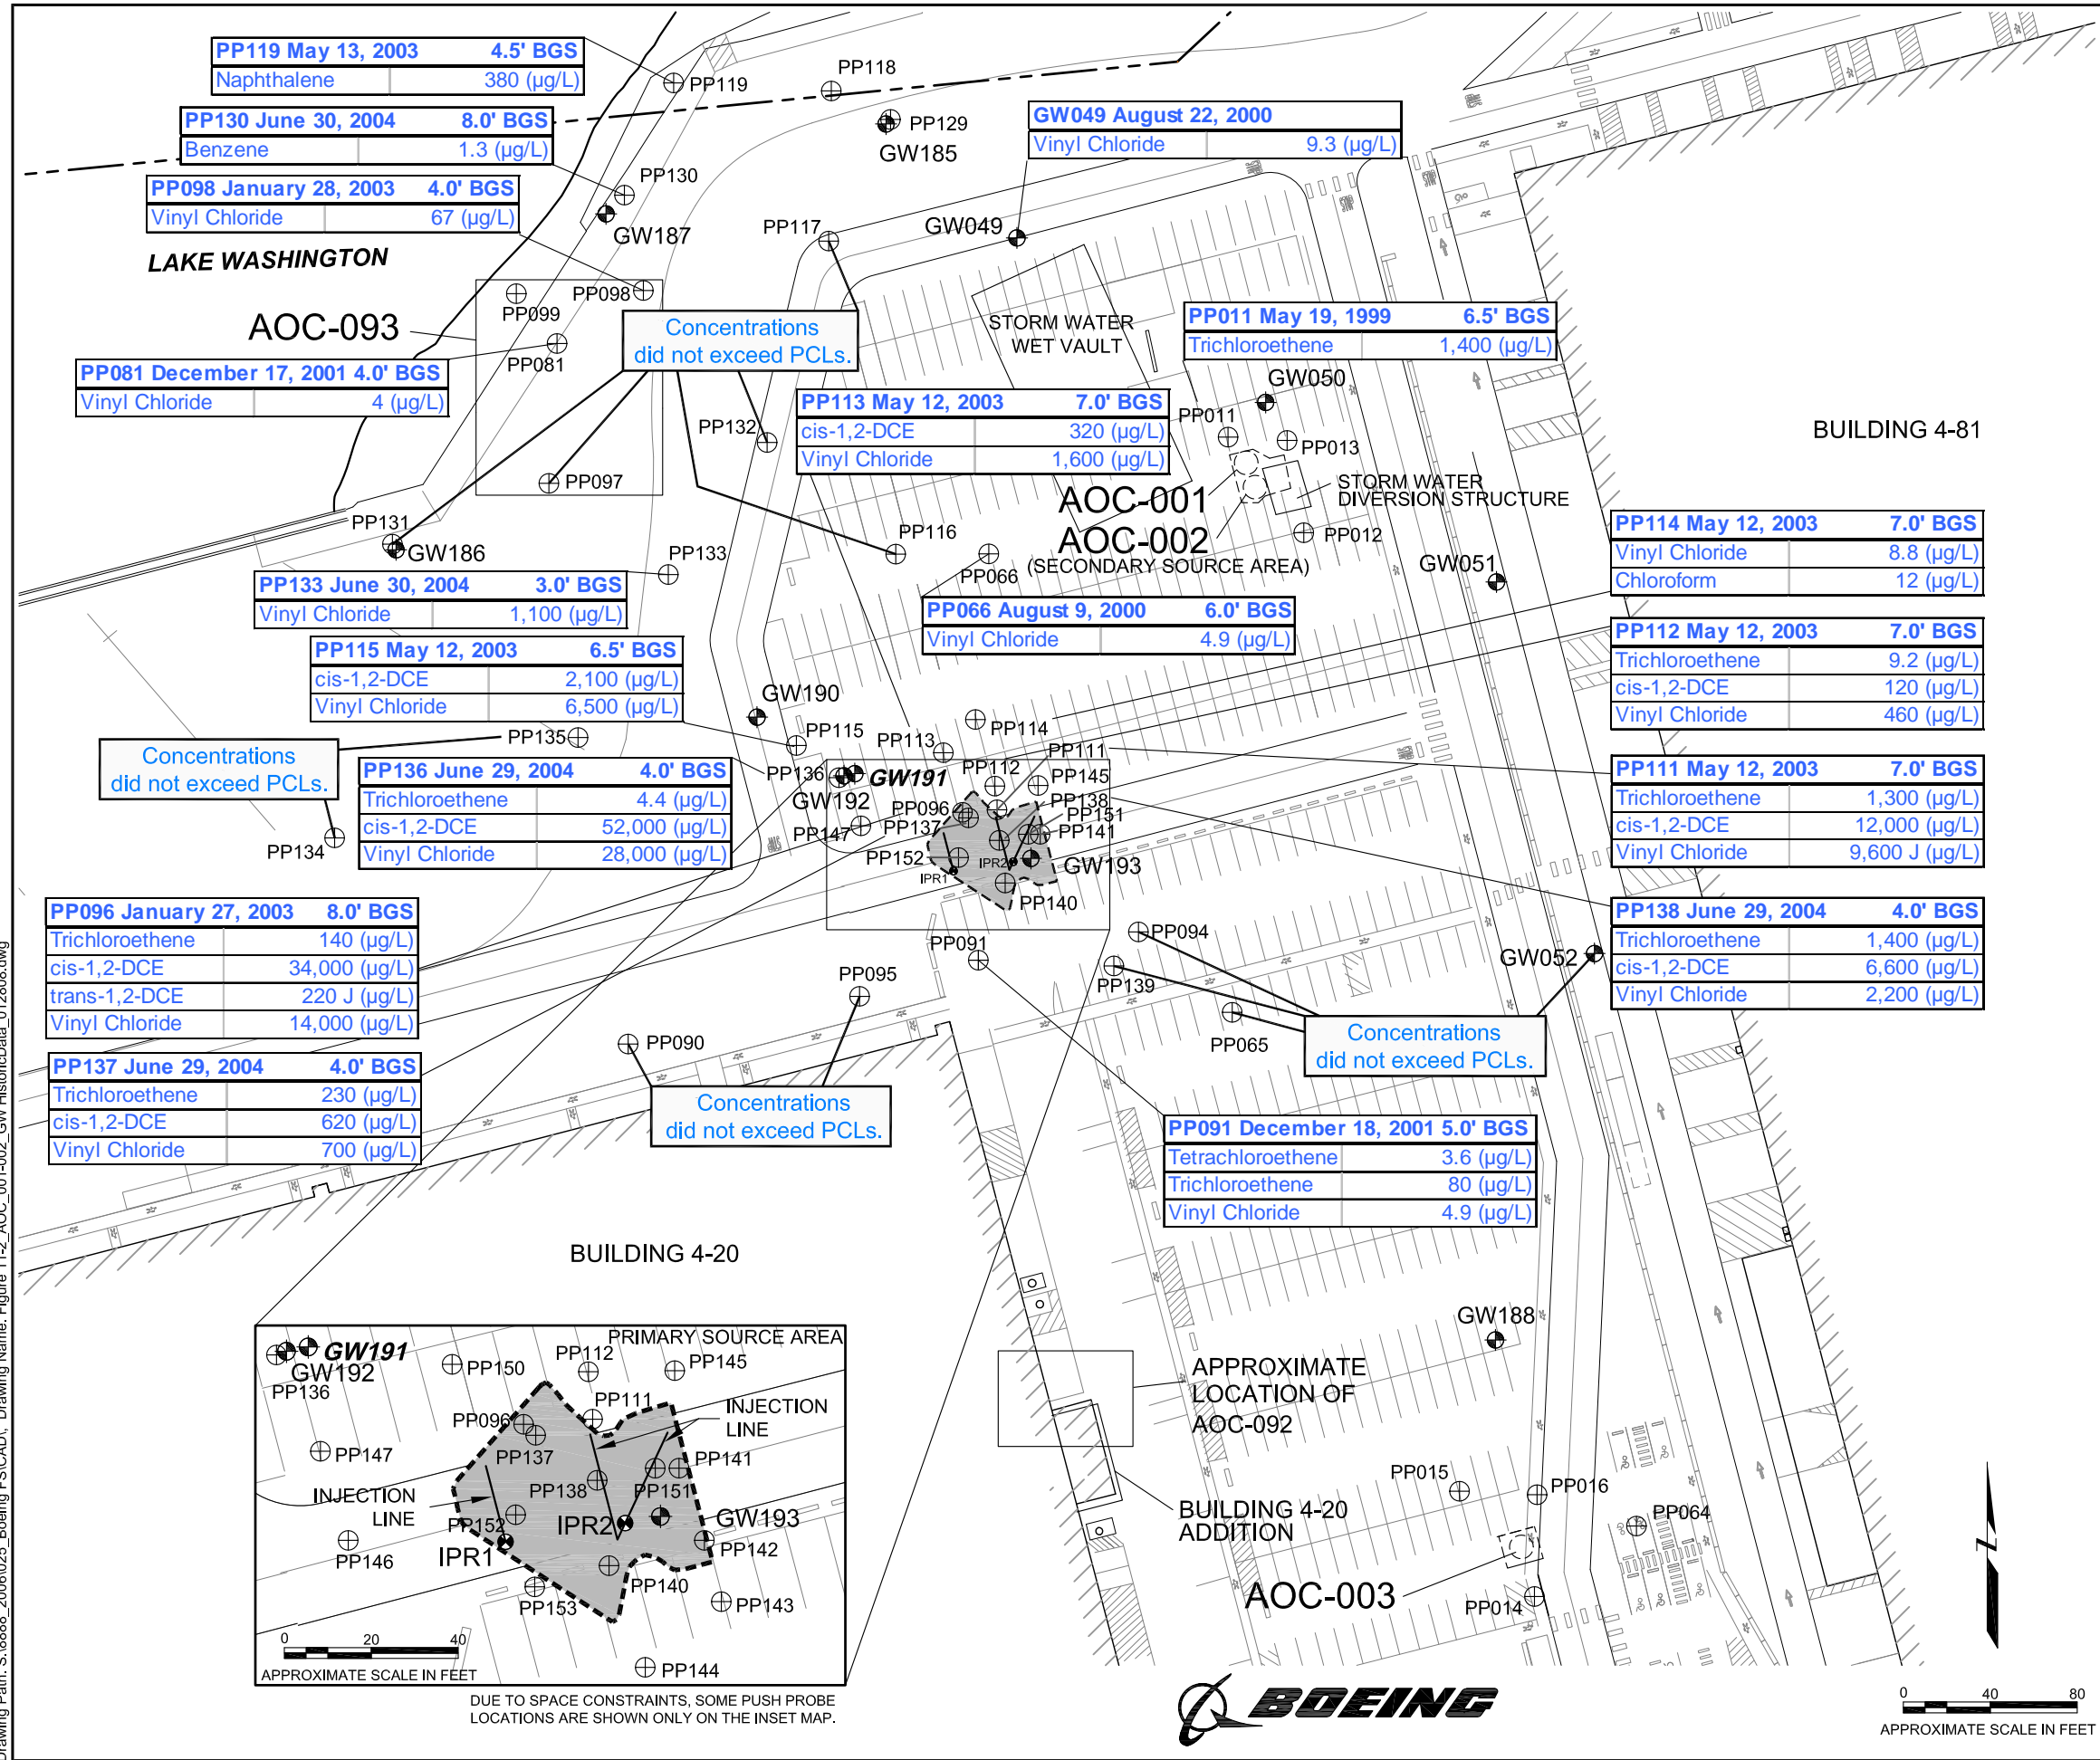 PP119 May 13, 2003 4.5' BGS
Naphthalene 380 (µg/L)
PP130 June 30, 2004 8.0' BGS
Benzene 1.3 (µg/L)
PP098 January 28, 2003 4.0' BGS
Vinyl Chloride 67 (µg/L)
LAKE WASHINGTON
AOC-093
PP081 December 17, 2001 4.0' BGS
Vinyl Chloride 4 (µg/L)
PP119
PP118
PP129
GW185
PP130
GW187
PP117
GW049
GW049 August 22, 2000
Vinyl Chloride 9.3 (µg/L)
PP099
PP098
PP081
PP097
Concentrations
did not exceed PCLs.
STORM WATER
WET VAULT
PP011 May 19, 1999 6.5' BGS
Trichloroethene 1,400 (µg/L)
GW050
PP011
PP013
PP132
PP113 May 12, 2003 7.0' BGS
cis-1,2-DCE 320 (µg/L)
Vinyl Chloride 1,600 (µg/L)
BUILDING 4-81
AOC-001
AOC-002
(SECONDARY SOURCE AREA)
STORM WATER
DIVERSION STRUCTURE
PP012
PP131
GW186
PP133
PP116
PP066
GW051
PP133 June 30, 2004 3.0' BGS
Vinyl Chloride 1,100 (µg/L)
PP066 August 9, 2000 6.0' BGS
Vinyl Chloride 4.9 (µg/L)
PP114 May 12, 2003 7.0' BGS
Vinyl Chloride 8.8 (µg/L)
Chloroform 12 (µg/L)
PP115 May 12, 2003 6.5' BGS
cis-1,2-DCE 2,100 (µg/L)
Vinyl Chloride 6,500 (µg/L)
PP112 May 12, 2003 7.0' BGS
Trichloroethene 9.2 (µg/L)
cis-1,2-DCE 120 (µg/L)
Vinyl Chloride 460 (µg/L)
GW190
PP115
PP113
PP114
PP111
PP135
Concentrations
did not exceed PCLs.
PP134
PP136 June 29, 2004 4.0' BGS
Trichloroethene 4.4 (µg/L)
cis-1,2-DCE 52,000 (µg/L)
Vinyl Chloride 28,000 (µg/L)
PP136
GW191
GW192
PP112
PP145
PP096
PP138
PP151
PP147
PP137
PP141
PP152
IPR2
GW193
IPR1
PP140
PP111 May 12, 2003 7.0' BGS
Trichloroethene 1,300 (µg/L)
cis-1,2-DCE 12,000 (µg/L)
Vinyl Chloride 9,600 J (µg/L)
PP138 June 29, 2004 4.0' BGS
Trichloroethene 1,400 (µg/L)
cis-1,2-DCE 6,600 (µg/L)
Vinyl Chloride 2,200 (µg/L)
PP096 January 27, 2003 8.0' BGS
Trichloroethene 140 (µg/L)
cis-1,2-DCE 34,000 (µg/L)
trans-1,2-DCE 220 J (µg/L)
Vinyl Chloride 14,000 (µg/L)
PP091
PP094
PP095
PP139
PP065
GW052
PP090
Concentrations
did not exceed PCLs.
PP137 June 29, 2004 4.0' BGS
Trichloroethene 230 (µg/L)
cis-1,2-DCE 620 (µg/L)
Vinyl Chloride 700 (µg/L)
Concentrations
did not exceed PCLs.
PP091 December 18, 2001 5.0' BGS
Tetrachloroethene 3.6 (µg/L)
Trichloroethene 80 (µg/L)
Vinyl Chloride 4.9 (µg/L)
BUILDING 4-20
GW188
APPROXIMATE
LOCATION OF
AOC-092
PP015
PP016
PP064
BUILDING 4-20
ADDITION
AOC-003
PP014
PRIMARY SOURCE AREA
GW191
GW192
PP136
PP150
PP112
PP145
PP111
INJECTION
LINE
PP096
PP147
PP137
PP141
PP138
PP151
INJECTION
LINE
PP152
IPR2
GW193
PP146
IPR1
PP142
PP140
PP153
PP143
PP144
0 20 40
APPROXIMATE SCALE IN FEET
DUE TO SPACE CONSTRAINTS, SOME PUSH PROBE
LOCATIONS ARE SHOWN ONLY ON THE INSET MAP.
BOEING
Z
0 40 80
APPROXIMATE SCALE IN FEET